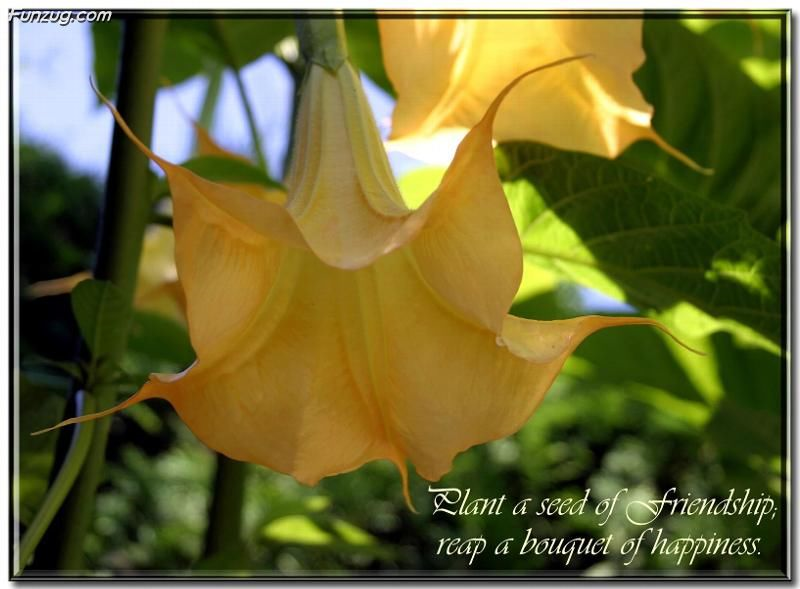 Funzug.com
Plant a seed of Friendship;
reap a bouquet of happiness.